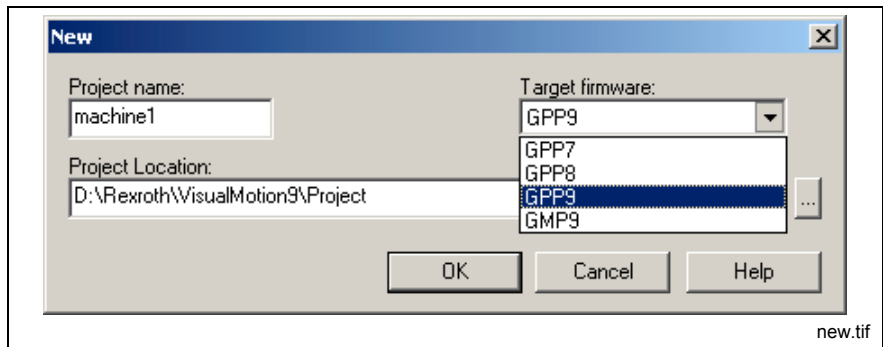 New
Project name:
Target firmware:
machine1
GPP9
Project Location:
GPP7
GPP8
D:\Rexroth\VisualMotion9\Project
GPP9
...
GMP9
OK
Cancel
Help
new.tif